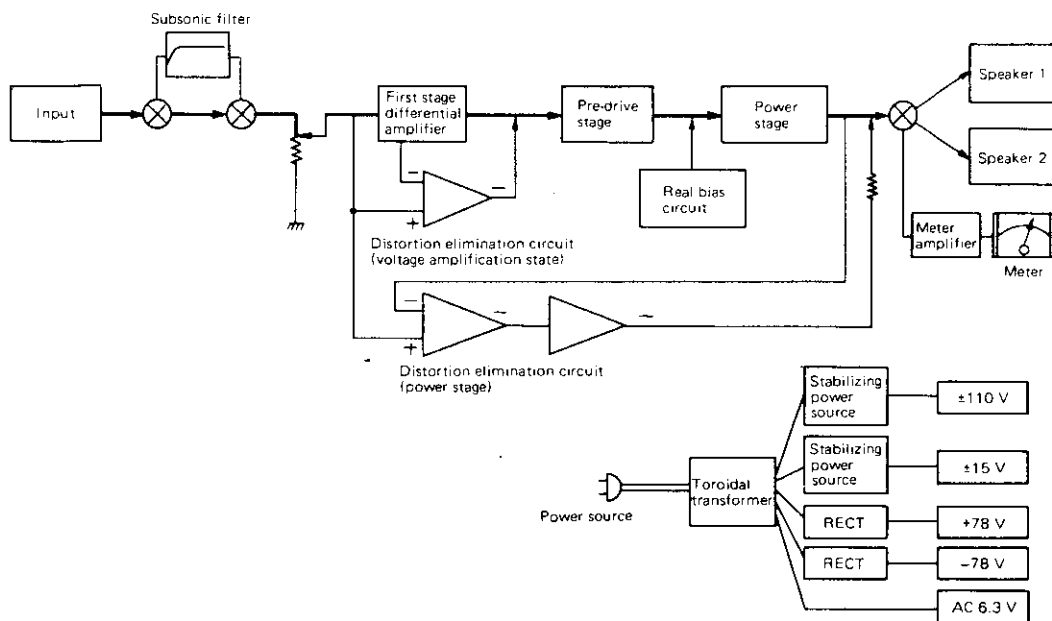 Subsonic filter
Input
First stage
differential
amplifier
Pre-drive
stage
Power
stage
Speaker 1
Speaker 2
Real bias
circuit
Meter
amplifier
Meter
−
−
+
Distortion elimination circuit
(voltage amplification state)
−
~
~
+
Distortion elimination circuit
(power stage)
Power source
Toroidal
transformer
Stabilizing
power
source
±110 V
Stabilizing
power
source
±15 V
RECT
+78 V
RECT
−78 V
AC 6.3 V